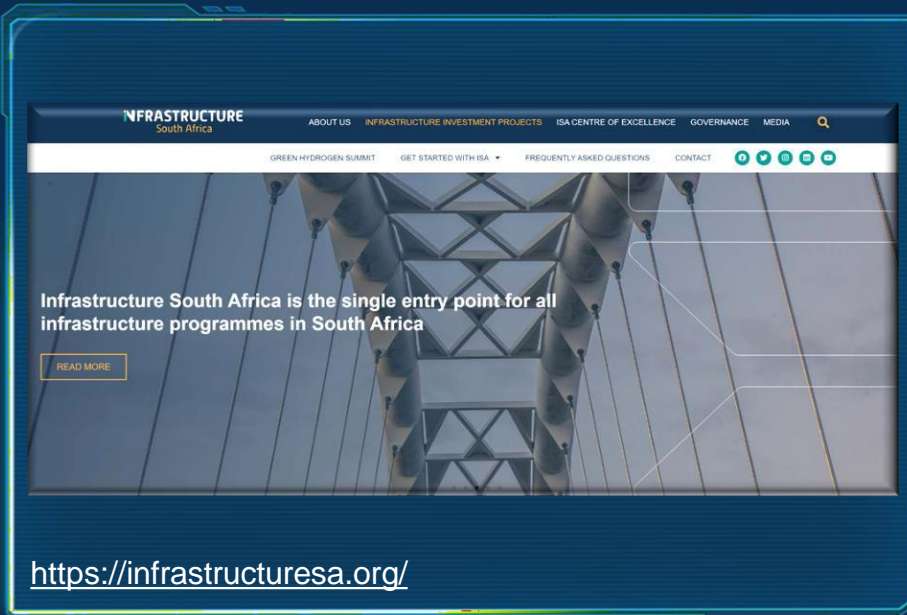 INFRASTRUCTURE
South Africa
ABOUT US INFRASTRUCTURE INVESTMENT PROJECTS ISA CENTRE OF EXCELLENCE GOVERNANCE MEDIA
GREEN HYDROGEN SUMMIT GET STARTED WITH ISA FREQUENTLY ASKED QUESTIONS CONTACT
Infrastructure South Africa is the single entry point for all
infrastructure programmes in South Africa
READ MORE
https://infrastructuresa.org/